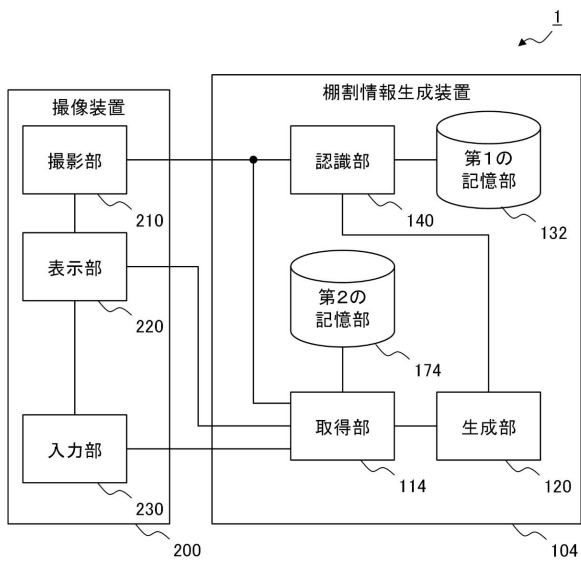 1
撮像装置
棚割情報生成装置
撮影部
210
認識部
140
第1の
記憶部
132
表示部
220
第2の
記憶部
174
入力部
230
取得部
114
生成部
120
200
104